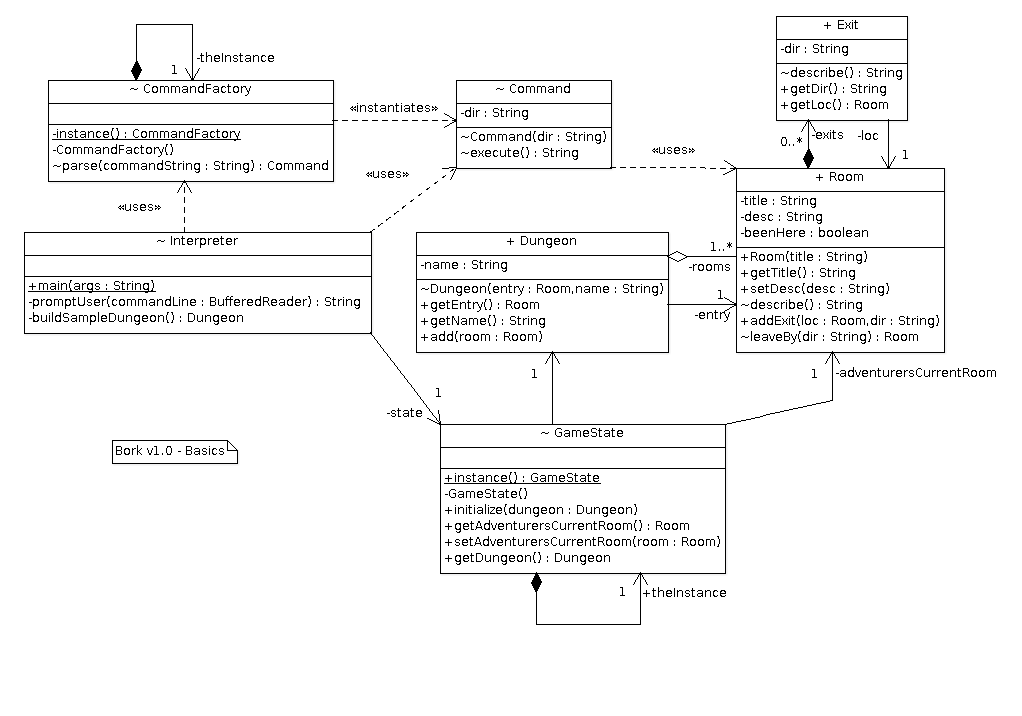 + Exit
-dir : String
~describe() : String
+getDir() : String
+getLoc() : Room
-theInstance
1
~ CommandFactory
-instance() : CommandFactory
-CommandFactory()
~parse(commandString : String) : Command
«instantiates»
~ Command
-dir : String
~Command(dir : String)
~execute() : String
«uses»
0..*
-exits
-loc
1
+ Room
-title : String
-desc : String
-beenHere : boolean
+Room(title : String)
+getTitle() : String
+setDesc(desc : String)
~describe() : String
+addExit(loc : Room,dir : String)
~leaveBy(dir : String) : Room
«uses»
«uses»
~ Interpreter
+main(args : String)
-promptUser(commandLine : BufferedReader) : String
-buildSampleDungeon() : Dungeon
+ Dungeon
-name : String
~Dungeon(entry : Room,name : String)
+getEntry() : Room
+getName() : String
+add(room : Room)
1..*
-rooms
1
-entry
1
1
-adventurersCurrentRoom
1
-state
~ GameState
+instance() : GameState
-GameState()
+initialize(dungeon : Dungeon)
+getAdventurersCurrentRoom() : Room
+setAdventurersCurrentRoom(room : Room)
+getDungeon() : Dungeon
1
+theInstance
Bork v1.0 - Basics